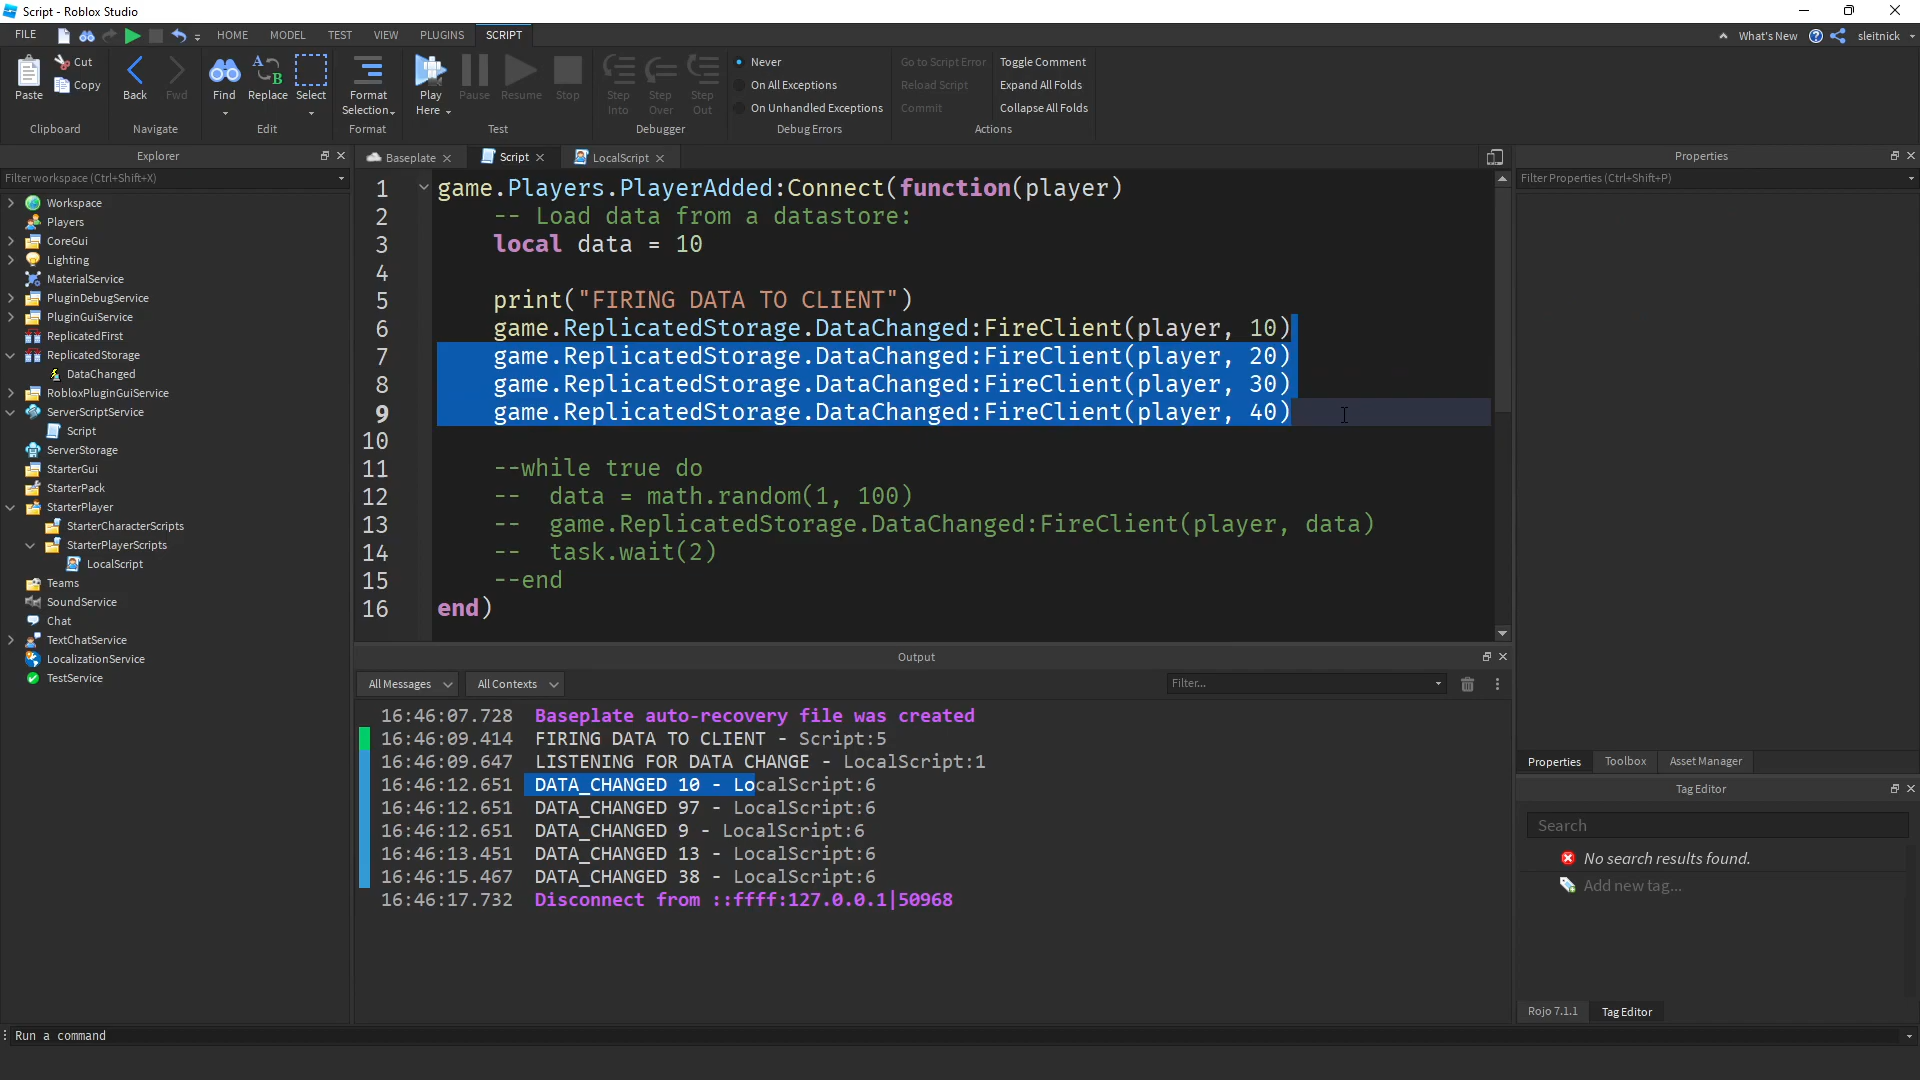 Script - Roblox Studio
FILE
HOME
MODEL
TEST
VIEW
PLUGINS
SCRIPT
What's New
sleitnick
Paste
Cut
Copy
Clipboard
Back
Fwd
Navigate
Find
Replace
Select
Edit
Format
Selection
Format
Play
Here
Pause
Resume
Stop
Test
Step
Into
Step
Over
Step
Out
Debugger
Never
On All Exceptions
On Unhandled Exceptions
Debug Errors
Go to Script Error
Reload Script
Commit
Toggle Comment
Expand All Folds
Collapse All Folds
Actions
Explorer
Filter workspace (Ctrl+Shift+X)
Workspace
Players
CoreGui
Lighting
MaterialService
PluginDebugService
PluginGuiService
ReplicatedFirst
ReplicatedStorage
DataChanged
RobloxPluginGuiService
ServerScriptService
Script
ServerStorage
StarterGui
StarterPack
StarterPlayer
StarterCharacterScripts
StarterPlayerScripts
LocalScript
Teams
SoundService
Chat
TextChatService
LocalizationService
TestService
Baseplate
Script
LocalScript
1 game.Players.PlayerAdded:Connect(function(player)
2 -- Load data from a datastore:
3 local data = 10
4
5 print("FIRING DATA TO CLIENT")
6 game.ReplicatedStorage.DataChanged:FireClient(player, 10)
7 game.ReplicatedStorage.DataChanged:FireClient(player, 20)
8 game.ReplicatedStorage.DataChanged:FireClient(player, 30)
9 game.ReplicatedStorage.DataChanged:FireClient(player, 40)
10
11 --while true do
12 -- data = math.random(1, 100)
13 -- game.ReplicatedStorage.DataChanged:FireClient(player, data)
14 -- task.wait(2)
15 --end
16 end)
Output
All Messages
All Contexts
Filter...
16:46:07.728 Baseplate auto-recovery file was created
16:46:09.414 FIRING DATA TO CLIENT - Script:5
16:46:09.647 LISTENING FOR DATA CHANGE - LocalScript:1
16:46:12.651 DATA_CHANGED 10 - LocalScript:6
16:46:12.651 DATA_CHANGED 97 - LocalScript:6
16:46:12.651 DATA_CHANGED 9 - LocalScript:6
16:46:13.451 DATA_CHANGED 13 - LocalScript:6
16:46:15.467 DATA_CHANGED 38 - LocalScript:6
16:46:17.732 Disconnect from ::ffff:127.0.0.1|50968
Properties
Filter Properties (Ctrl+Shift+P)
Properties
Toolbox
Asset Manager
Tag Editor
Search
No search results found.
Add new tag...
Rojo 7.1.1
Tag Editor
Run a command